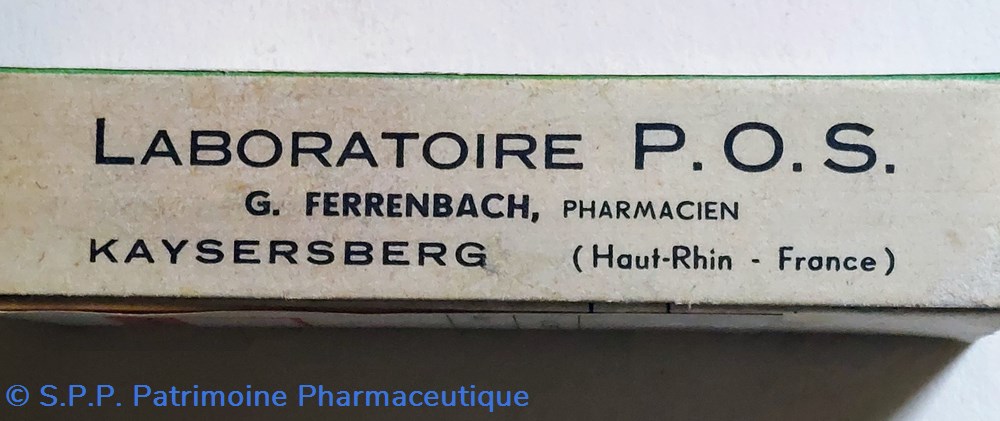 LABORATOIRE P.O.S.
G. FERRENBACH, PHARMACIEN
KAYSERSBERG (Haut-Rhin - France)
© S.P.P. Patrimoine Pharmaceutique